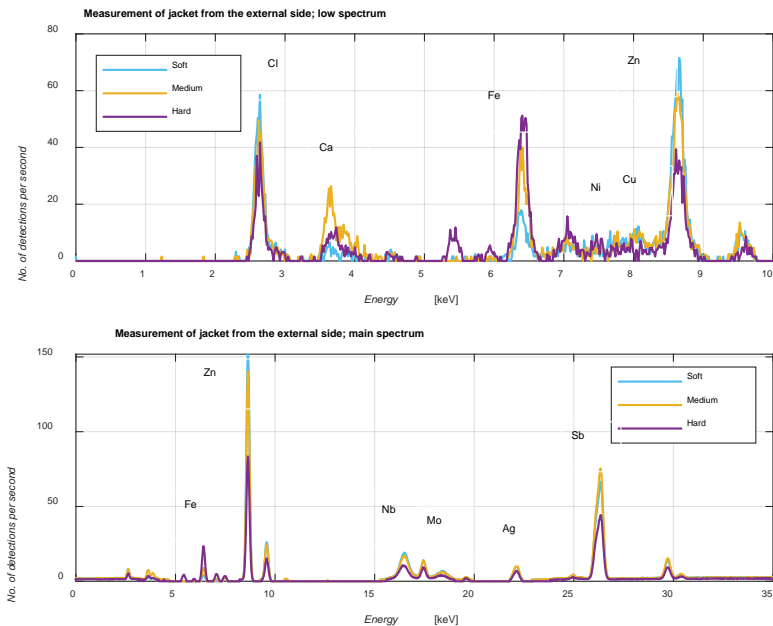 Measurement of jacket from the external side; low spectrum
80
60
40
20
0
No. of detections per second
Soft
Medium
Hard
Cl
Ca
Fe
Ni
Cu
Zn
0 1 2 3 4 5 6 7 8 9 10
Energy [keV]
Measurement of jacket from the external side; main spectrum
150
100
50
0
No. of detections per second
Zn
Fe
Nb
Mo
Ag
Sb
Soft
Medium
Hard
0 5 10 15 20 25 30 35
Energy [keV]